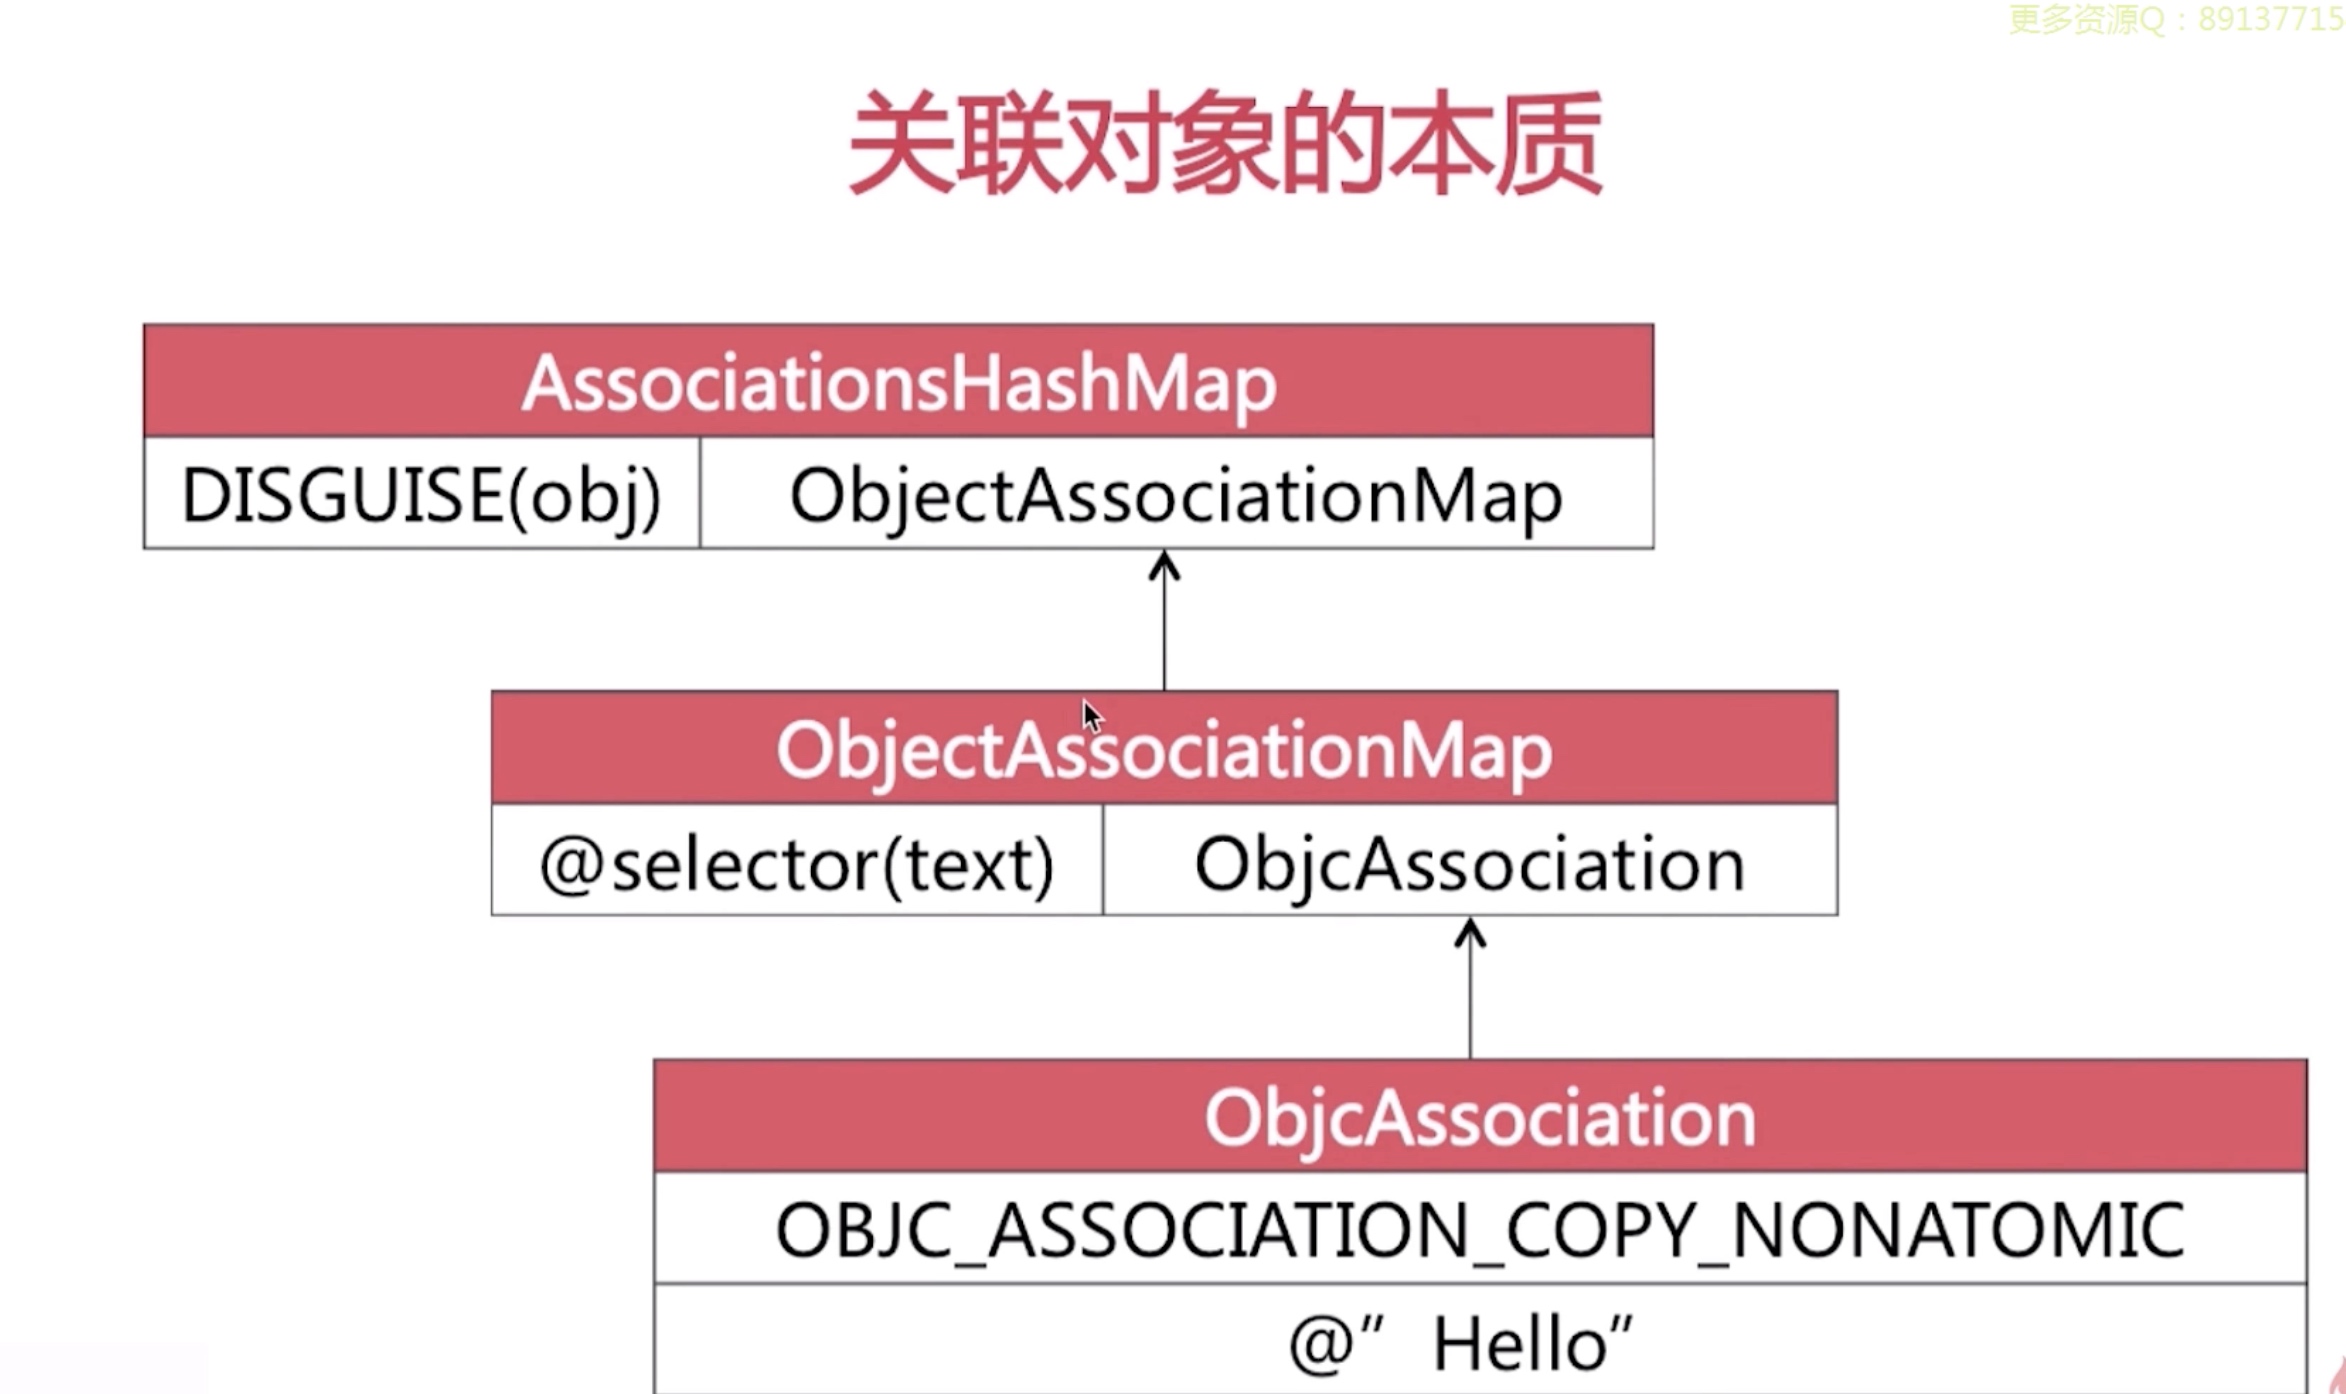 更多资源Q：89137715
关联对象的本质
AssociationsHashMap
DISGUISE(obj) ObjectAssociationMap
ObjectAssociationMap
@selector(text) ObjcAssociation
ObjcAssociation
OBJC_ASSOCIATION_COPY_NONATOMIC
@” Hello”